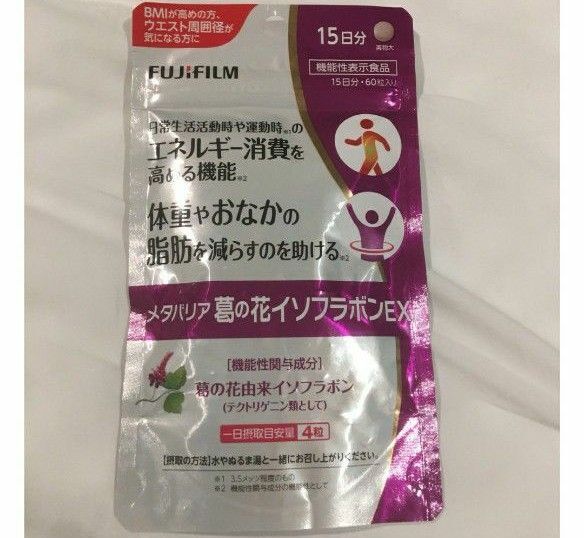 BMIが高めの方、
ウエスト周囲径が
気になる方に
15日分
実物大
FUJIFILM
機能性表示食品
15日分・60粒入り
日常生活活動時や運動時※1の
エネルギー消費を
高める機能※2
体重やおなかの
脂肪を減らすのを助ける※2
メタバリア 葛の花イソフラボンEX
[機能性関与成分]
葛の花由来イソフラボン
(テクトリゲニン類として)
一日摂取目安量 4粒
【摂取の方法】水やぬるま湯と一緒にお召し上がりください。
※1 3.5メッツ程度のもの
※2 機能性関与成分の機能性として